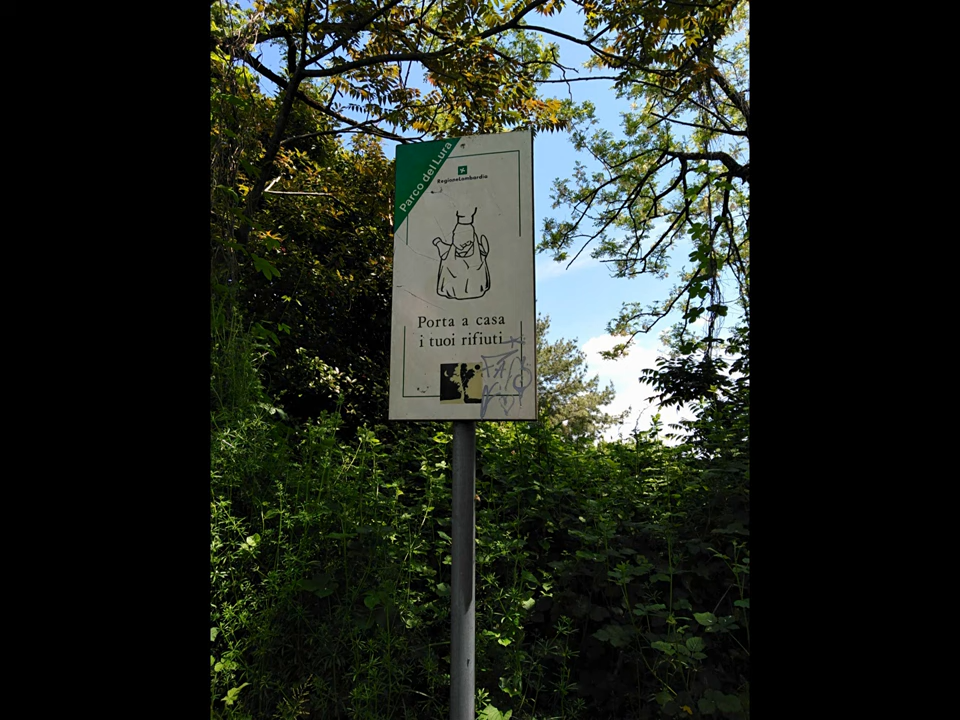 Parco del Lura
RegioneLombardia
Porta a casa
i tuoi rifiuti